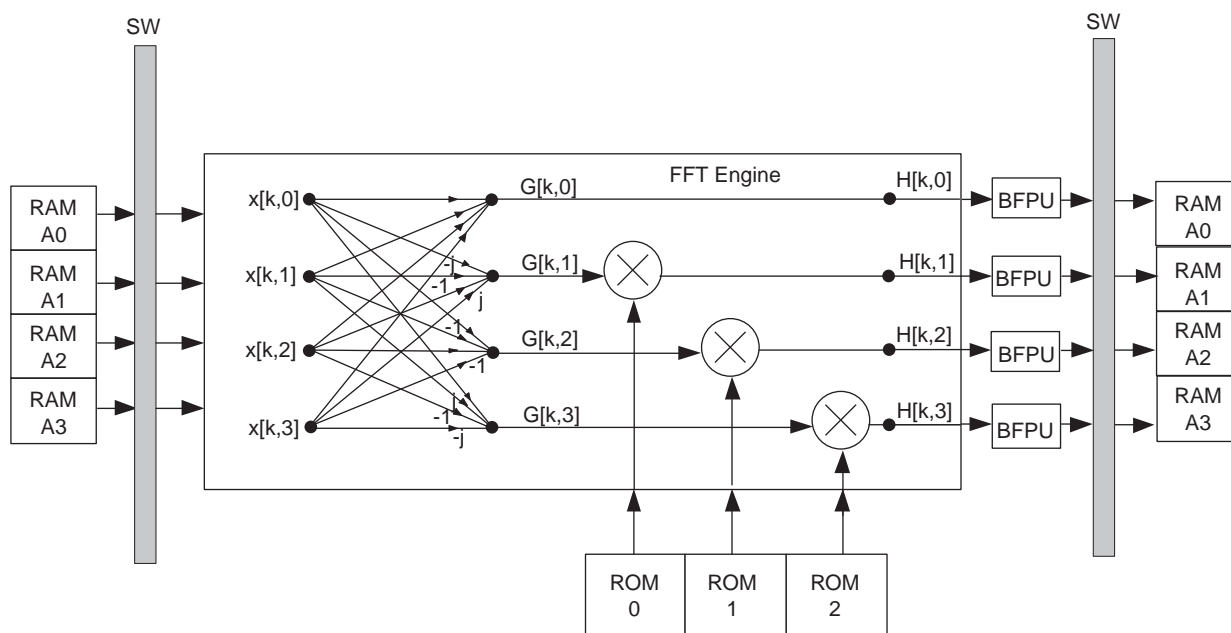 SW
SW
FFT Engine
RAM
A0
RAM
A1
RAM
A2
RAM
A3
x[k,0]
x[k,1]
x[k,2]
x[k,3]
-j
-1
j
-1
-1
j
-1
-j
G[k,0]
G[k,1]
G[k,2]
G[k,3]
H[k,0]
H[k,1]
H[k,2]
H[k,3]
BFPU
BFPU
BFPU
BFPU
RAM
A0
RAM
A1
RAM
A2
RAM
A3
ROM
0
ROM
1
ROM
2